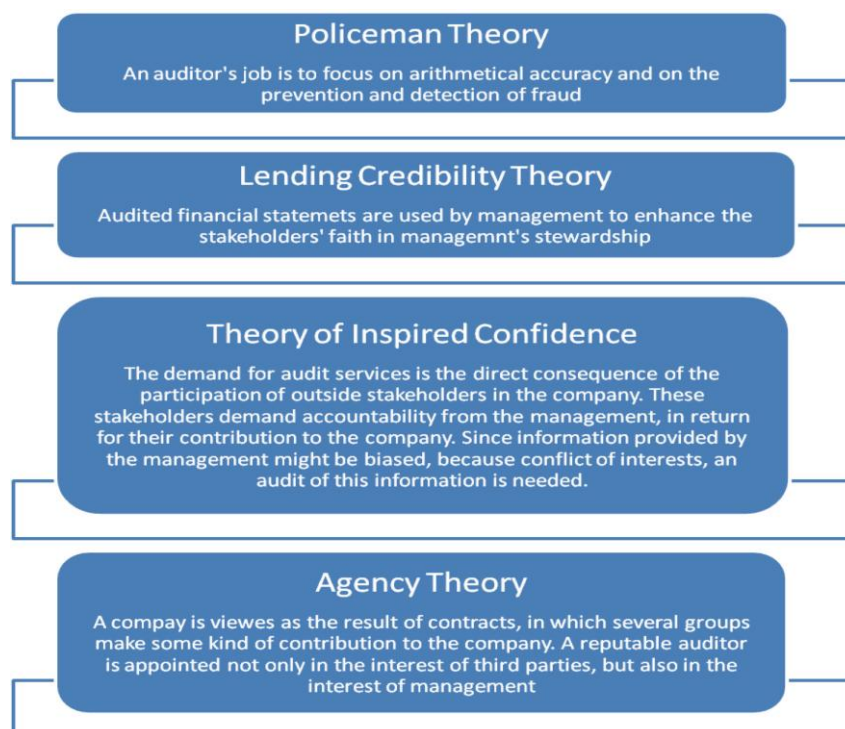 Policeman Theory
An auditor's job is to focus on arithmetical accuracy and on the
prevention and detection of fraud
Lending Credibility Theory
Audited financial statemets are used by management to enhance the
stakeholders' faith in managemnt's stewardship
Theory of Inspired Confidence
The demand for audit services is the direct consequence of the
participation of outside stakeholders in the company. These
stakeholders demand accountability from the management, in return
for their contribution to the company. Since information provided by
the management might be biased, because conflict of interests, an
audit of this information is needed.
Agency Theory
A compay is viewes as the result of contracts, in which several groups
make some kind of contribution to the company. A reputable auditor
is appointed not only in the interest of third parties, but also in the
interest of management